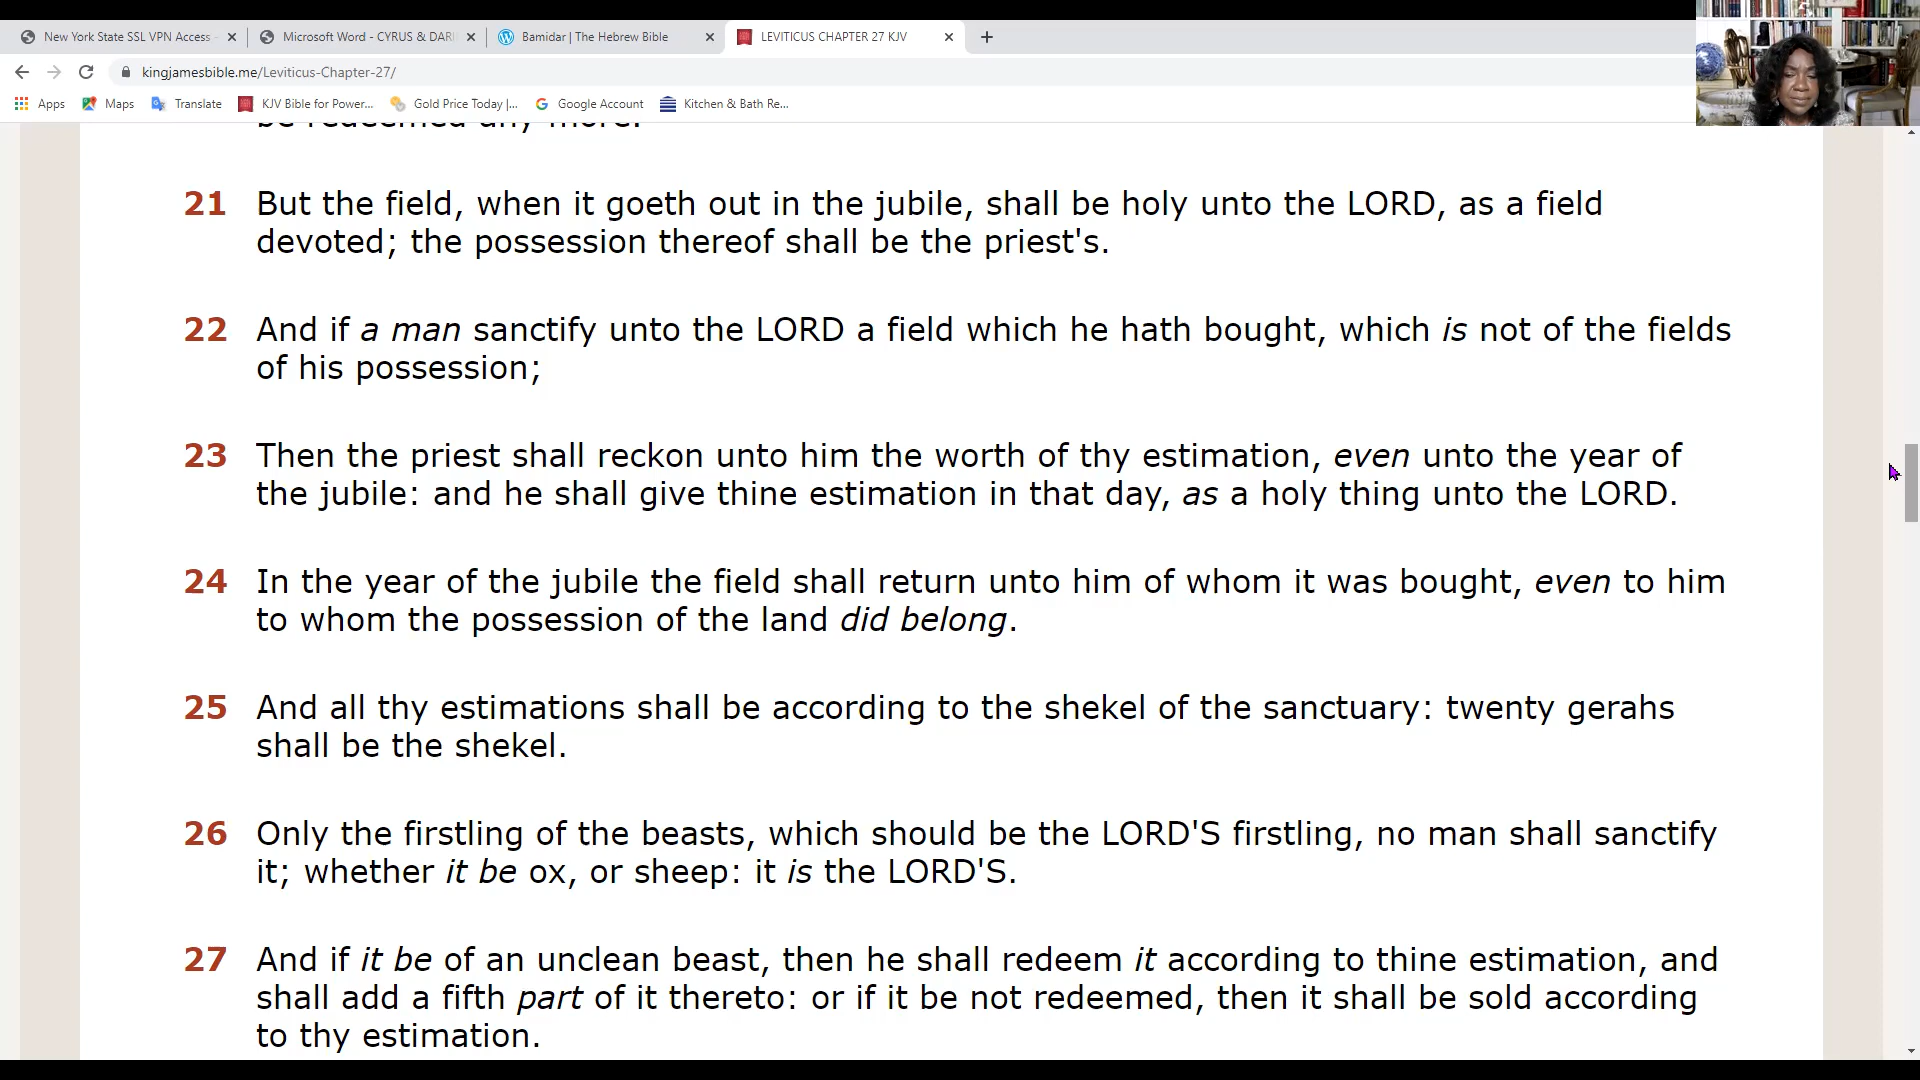 New York State SSL VPN Access
Microsoft Word - CYRUS & DARI
Bamidar | The Hebrew Bible
LEVITICUS CHAPTER 27 KJV
kingjamesbible.me/Leviticus-Chapter-27/
Apps
Maps
Translate
KJV Bible for Power...
Gold Price Today |...
Google Account
Kitchen & Bath Re...
be redeemed any more.
21 But the field, when it goeth out in the jubile, shall be holy unto the LORD, as a field
devoted; the possession thereof shall be the priest's.
22 And if a man sanctify unto the LORD a field which he hath bought, which is not of the fields
of his possession;
23 Then the priest shall reckon unto him the worth of thy estimation, even unto the year of
the jubile: and he shall give thine estimation in that day, as a holy thing unto the LORD.
24 In the year of the jubile the field shall return unto him of whom it was bought, even to him
to whom the possession of the land did belong.
25 And all thy estimations shall be according to the shekel of the sanctuary: twenty gerahs
shall be the shekel.
26 Only the firstling of the beasts, which should be the LORD'S firstling, no man shall sanctify
it; whether it be ox, or sheep: it is the LORD'S.
27 And if it be of an unclean beast, then he shall redeem it according to thine estimation, and
shall add a fifth part of it thereto: or if it be not redeemed, then it shall be sold according
to thy estimation.